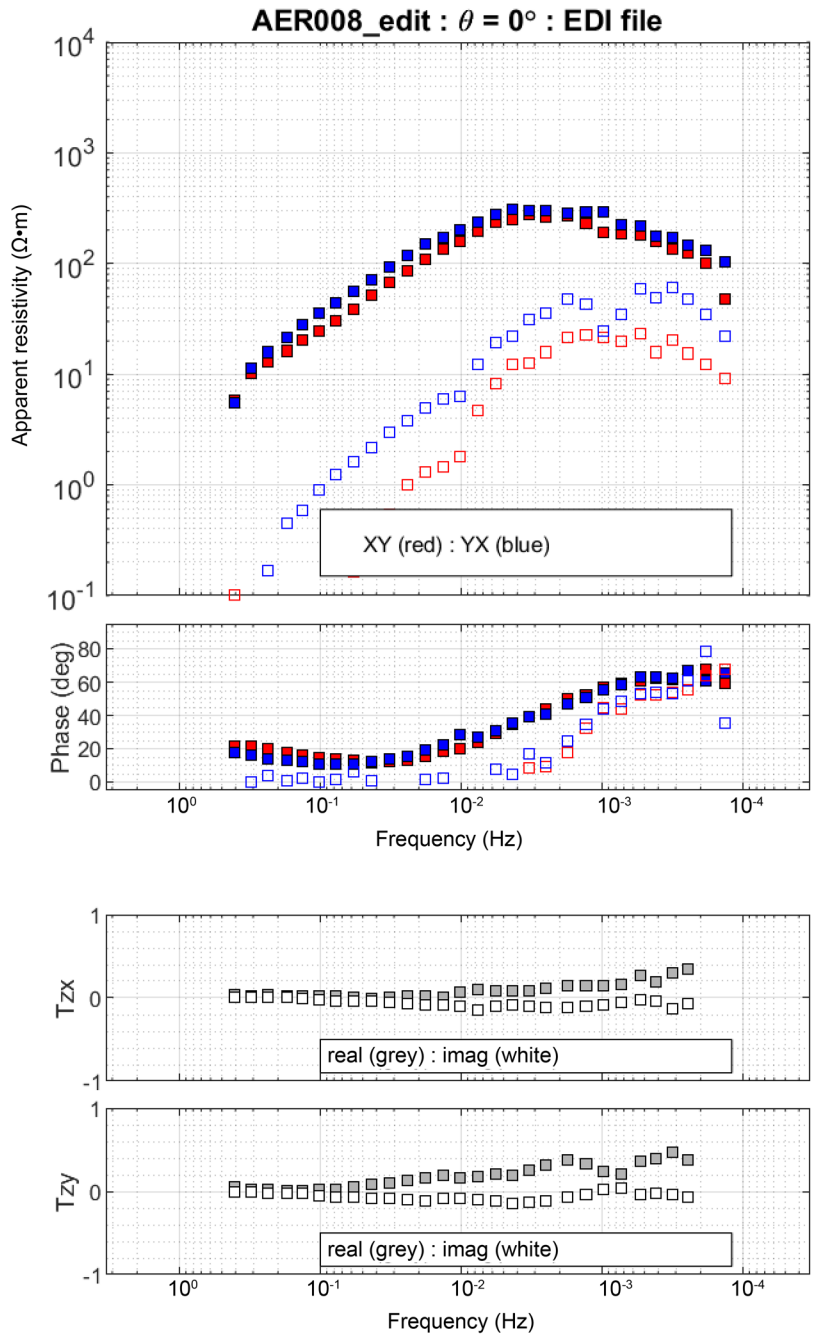 AER008_edit : θ = 0° : EDI file
10^4
10^3
10^2
10^1
10^0
10^-1
Apparent resistivity (Ω•m)
XY (red) : YX (blue)
80
60
40
20
0
Phase (deg)
10^0 10^-1 10^-2 10^-3 10^-4
Frequency (Hz)
1
0
-1
Tzx
real (grey) : imag (white)
1
0
-1
Tzy
real (grey) : imag (white)
10^0 10^-1 10^-2 10^-3 10^-4
Frequency (Hz)